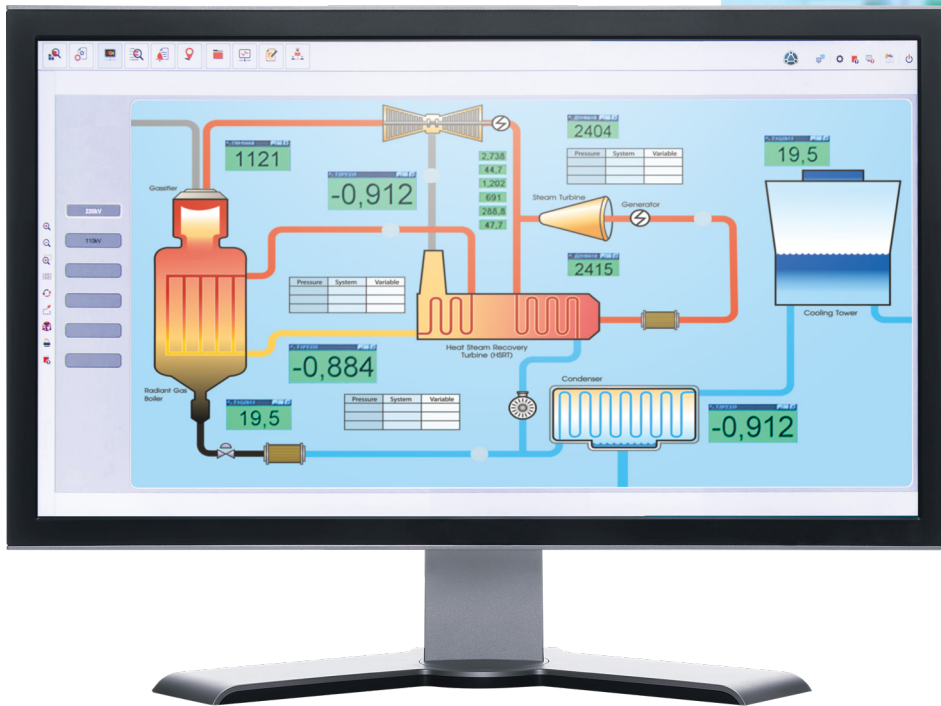 2404
1121
19,5
Pressure System Variable
2,738
44,7
1,202
691
288,8
47,7
-0,912
Gasifier
Steam Turbine
Generator
220kV
110kV
2415
Pressure System Variable
Cooling Tower
Heat Steam Recovery
Turbine (HSRT)
-0,884
Condenser
Radiant Gas
Boiler
Pressure System Variable
19,5
-0,912